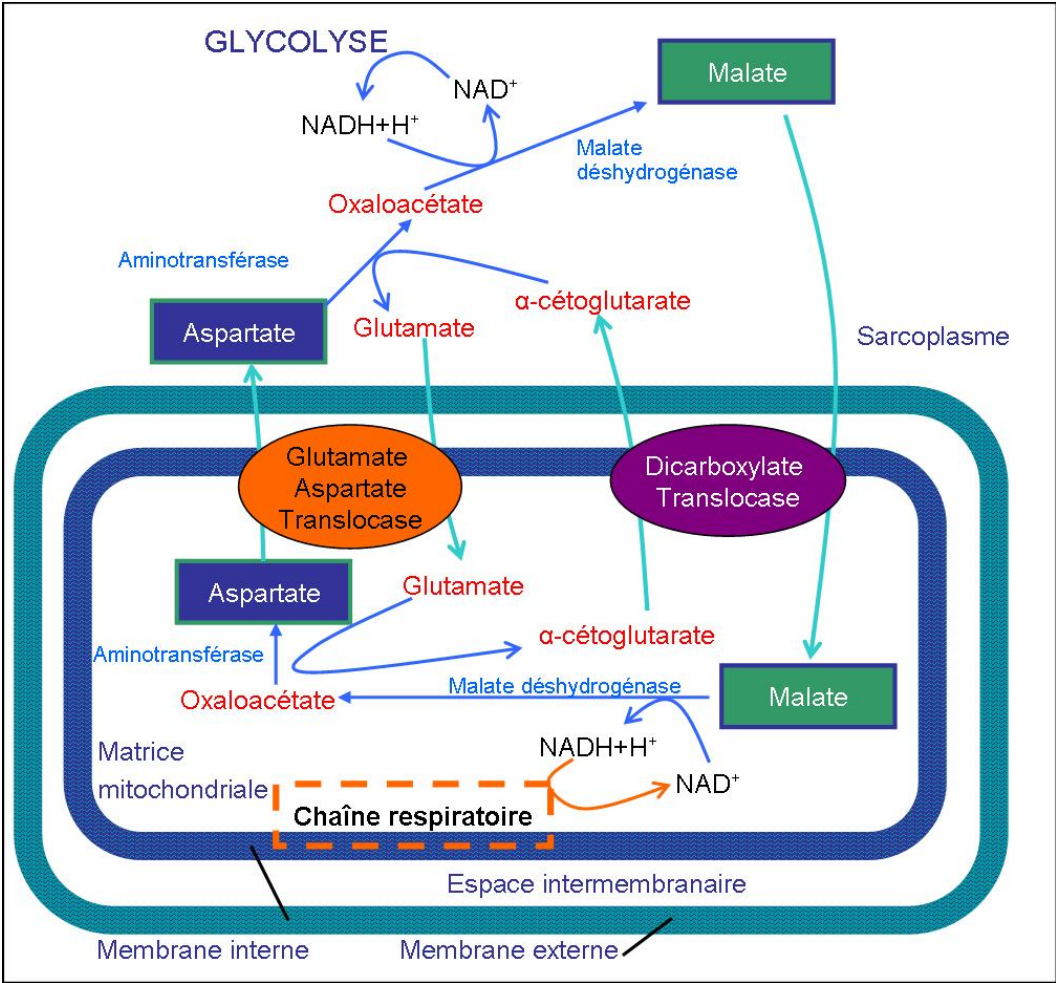 GLYCOLYSE
Malate
NAD+
NADH+H+
Malate
déshydrogénase
Oxaloacétate
Aminotransférase
α-cétoglutarate
Glutamate
Aspartate
Sarcoplasme
Glutamate
Aspartate
Translocase
Dicarboxylate
Translocase
Aspartate
Glutamate
α-cétoglutarate
Aminotransférase
Malate déshydrogénase
Oxaloacétate
Malate
Matrice
mitochondriale
NADH+H+
NAD+
Chaîne respiratoire
Espace intermembranaire
Membrane interne
Membrane externe